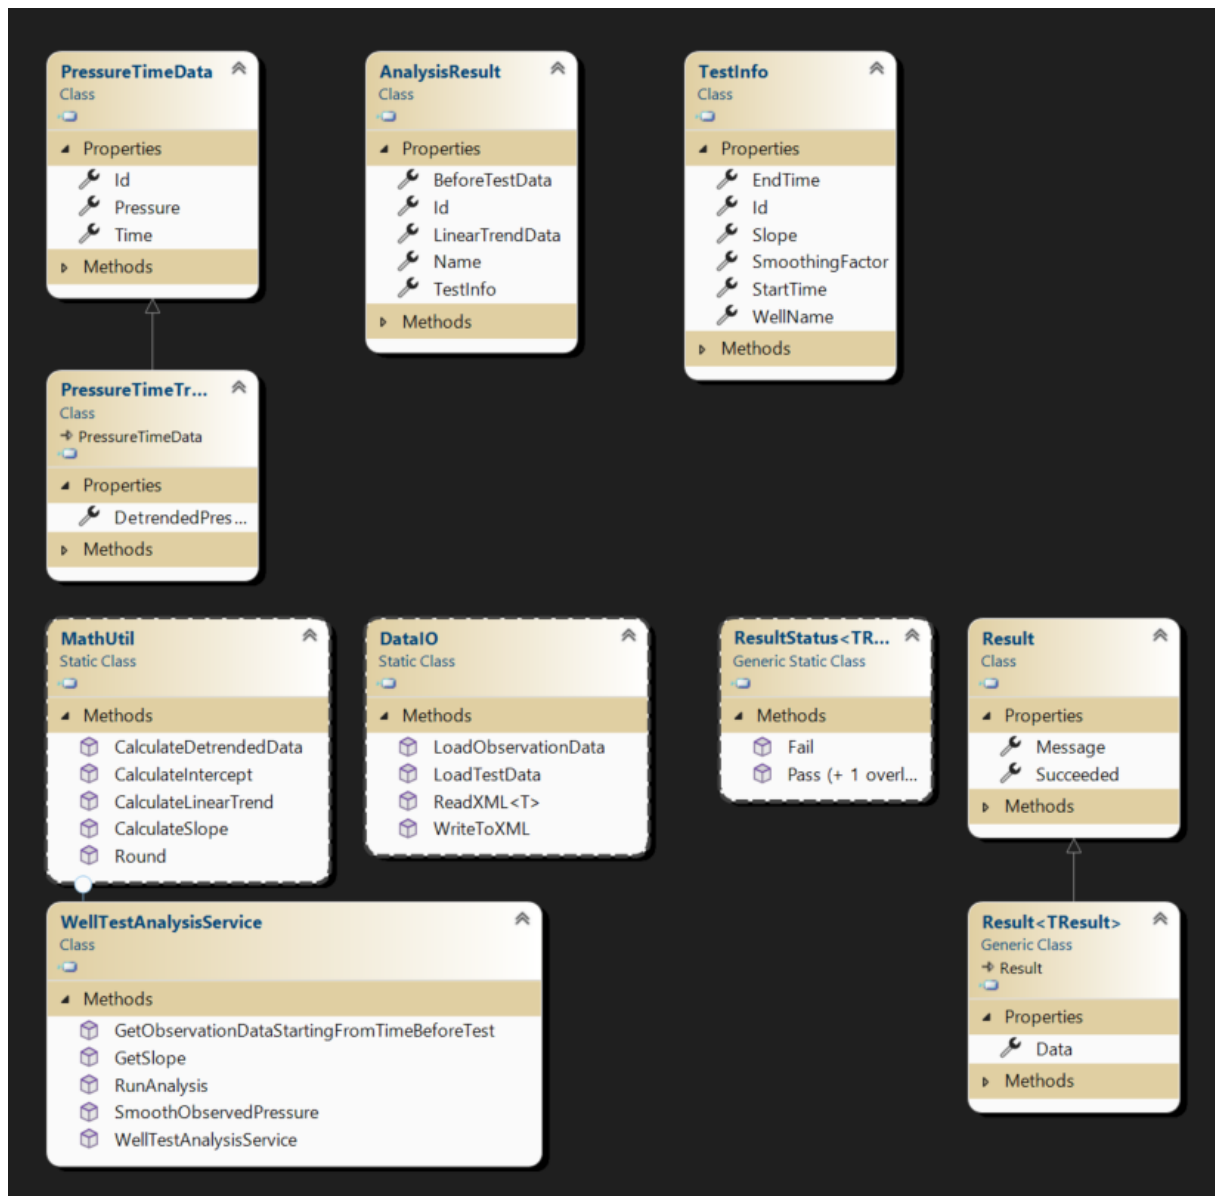 PressureTimeData
Class
Properties
Id
Pressure
Time
Methods
AnalysisResult
Class
Properties
BeforeTestData
Id
LinearTrendData
Name
TestInfo
Methods
TestInfo
Class
Properties
EndTime
Id
Slope
SmoothingFactor
StartTime
WellName
Methods
PressureTimeTr...
Class
PressureTimeData
Properties
DetrendedPres...
Methods
MathUtil
Static Class
Methods
CalculateDetrendedData
CalculateIntercept
CalculateLinearTrend
CalculateSlope
Round
DataIO
Static Class
Methods
LoadObservationData
LoadTestData
ReadXML<T>
WriteToXML
ResultStatus<TR...
Generic Static Class
Methods
Fail
Pass (+ 1 overl...
Result
Class
Properties
Message
Succeeded
Methods
WellTestAnalysisService
Class
Methods
GetObservationDataStartingFromTimeBeforeTest
GetSlope
RunAnalysis
SmoothObservedPressure
WellTestAnalysisService
Result<TResult>
Generic Class
Result
Properties
Data
Methods